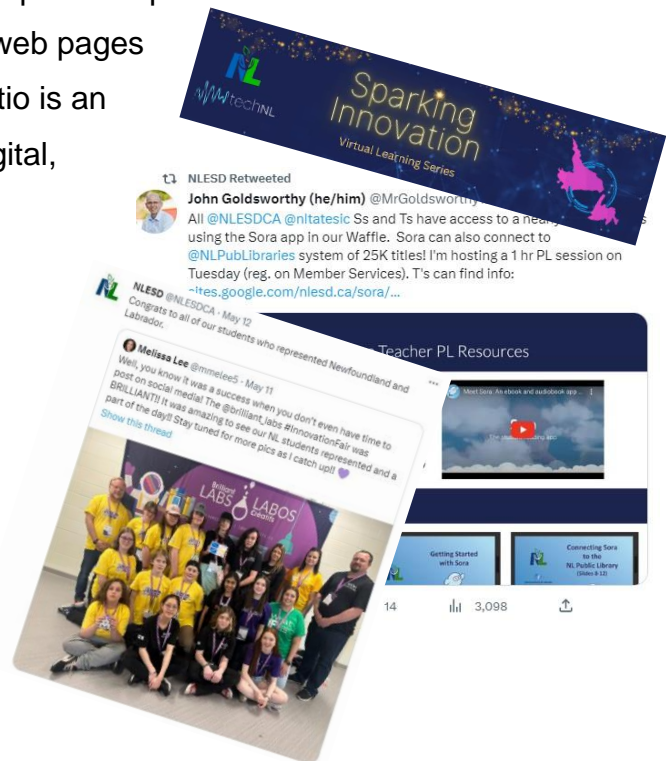 web pages
tio is an
gital,
NL
techNL
Sparking
Innovation
Virtual Learning Series
NLESD Retweeted
John Goldsworthy (he/him) @MrGoldsworthy
All @NLESDCA @nltatesic Ss and Ts have access to a
using the Sora app in our Waffle. Sora can also connect to
@NLPubLibraries system of 25K titles! I'm hosting a 1 hr PL session on
Tuesday (reg. on Member Services). T's can find info:
sites.google.com/nlesd.ca/sora/...
Teacher PL Resources
Meet Sora: An ebook and audiobook app
Getting Started
with Sora
Connecting Sora
to the
NL Public Library
14 3,098
NLESD @NLESDCA · May 12
Congrats to all of our students who represented Newfoundland and
Labrador.
Melissa Lee @mmelee5 · May 11
Well, you know it was a success when you don't even have time to
post on social media! The @brilliant_labs #InnovationFair was
BRILLIANT!! It was amazing to see our NL students represented and a
part of the day!! Stay tuned for more pics as I catch up!! 💜
Show this thread
Brilliant
LABS LABOS
Créatifs